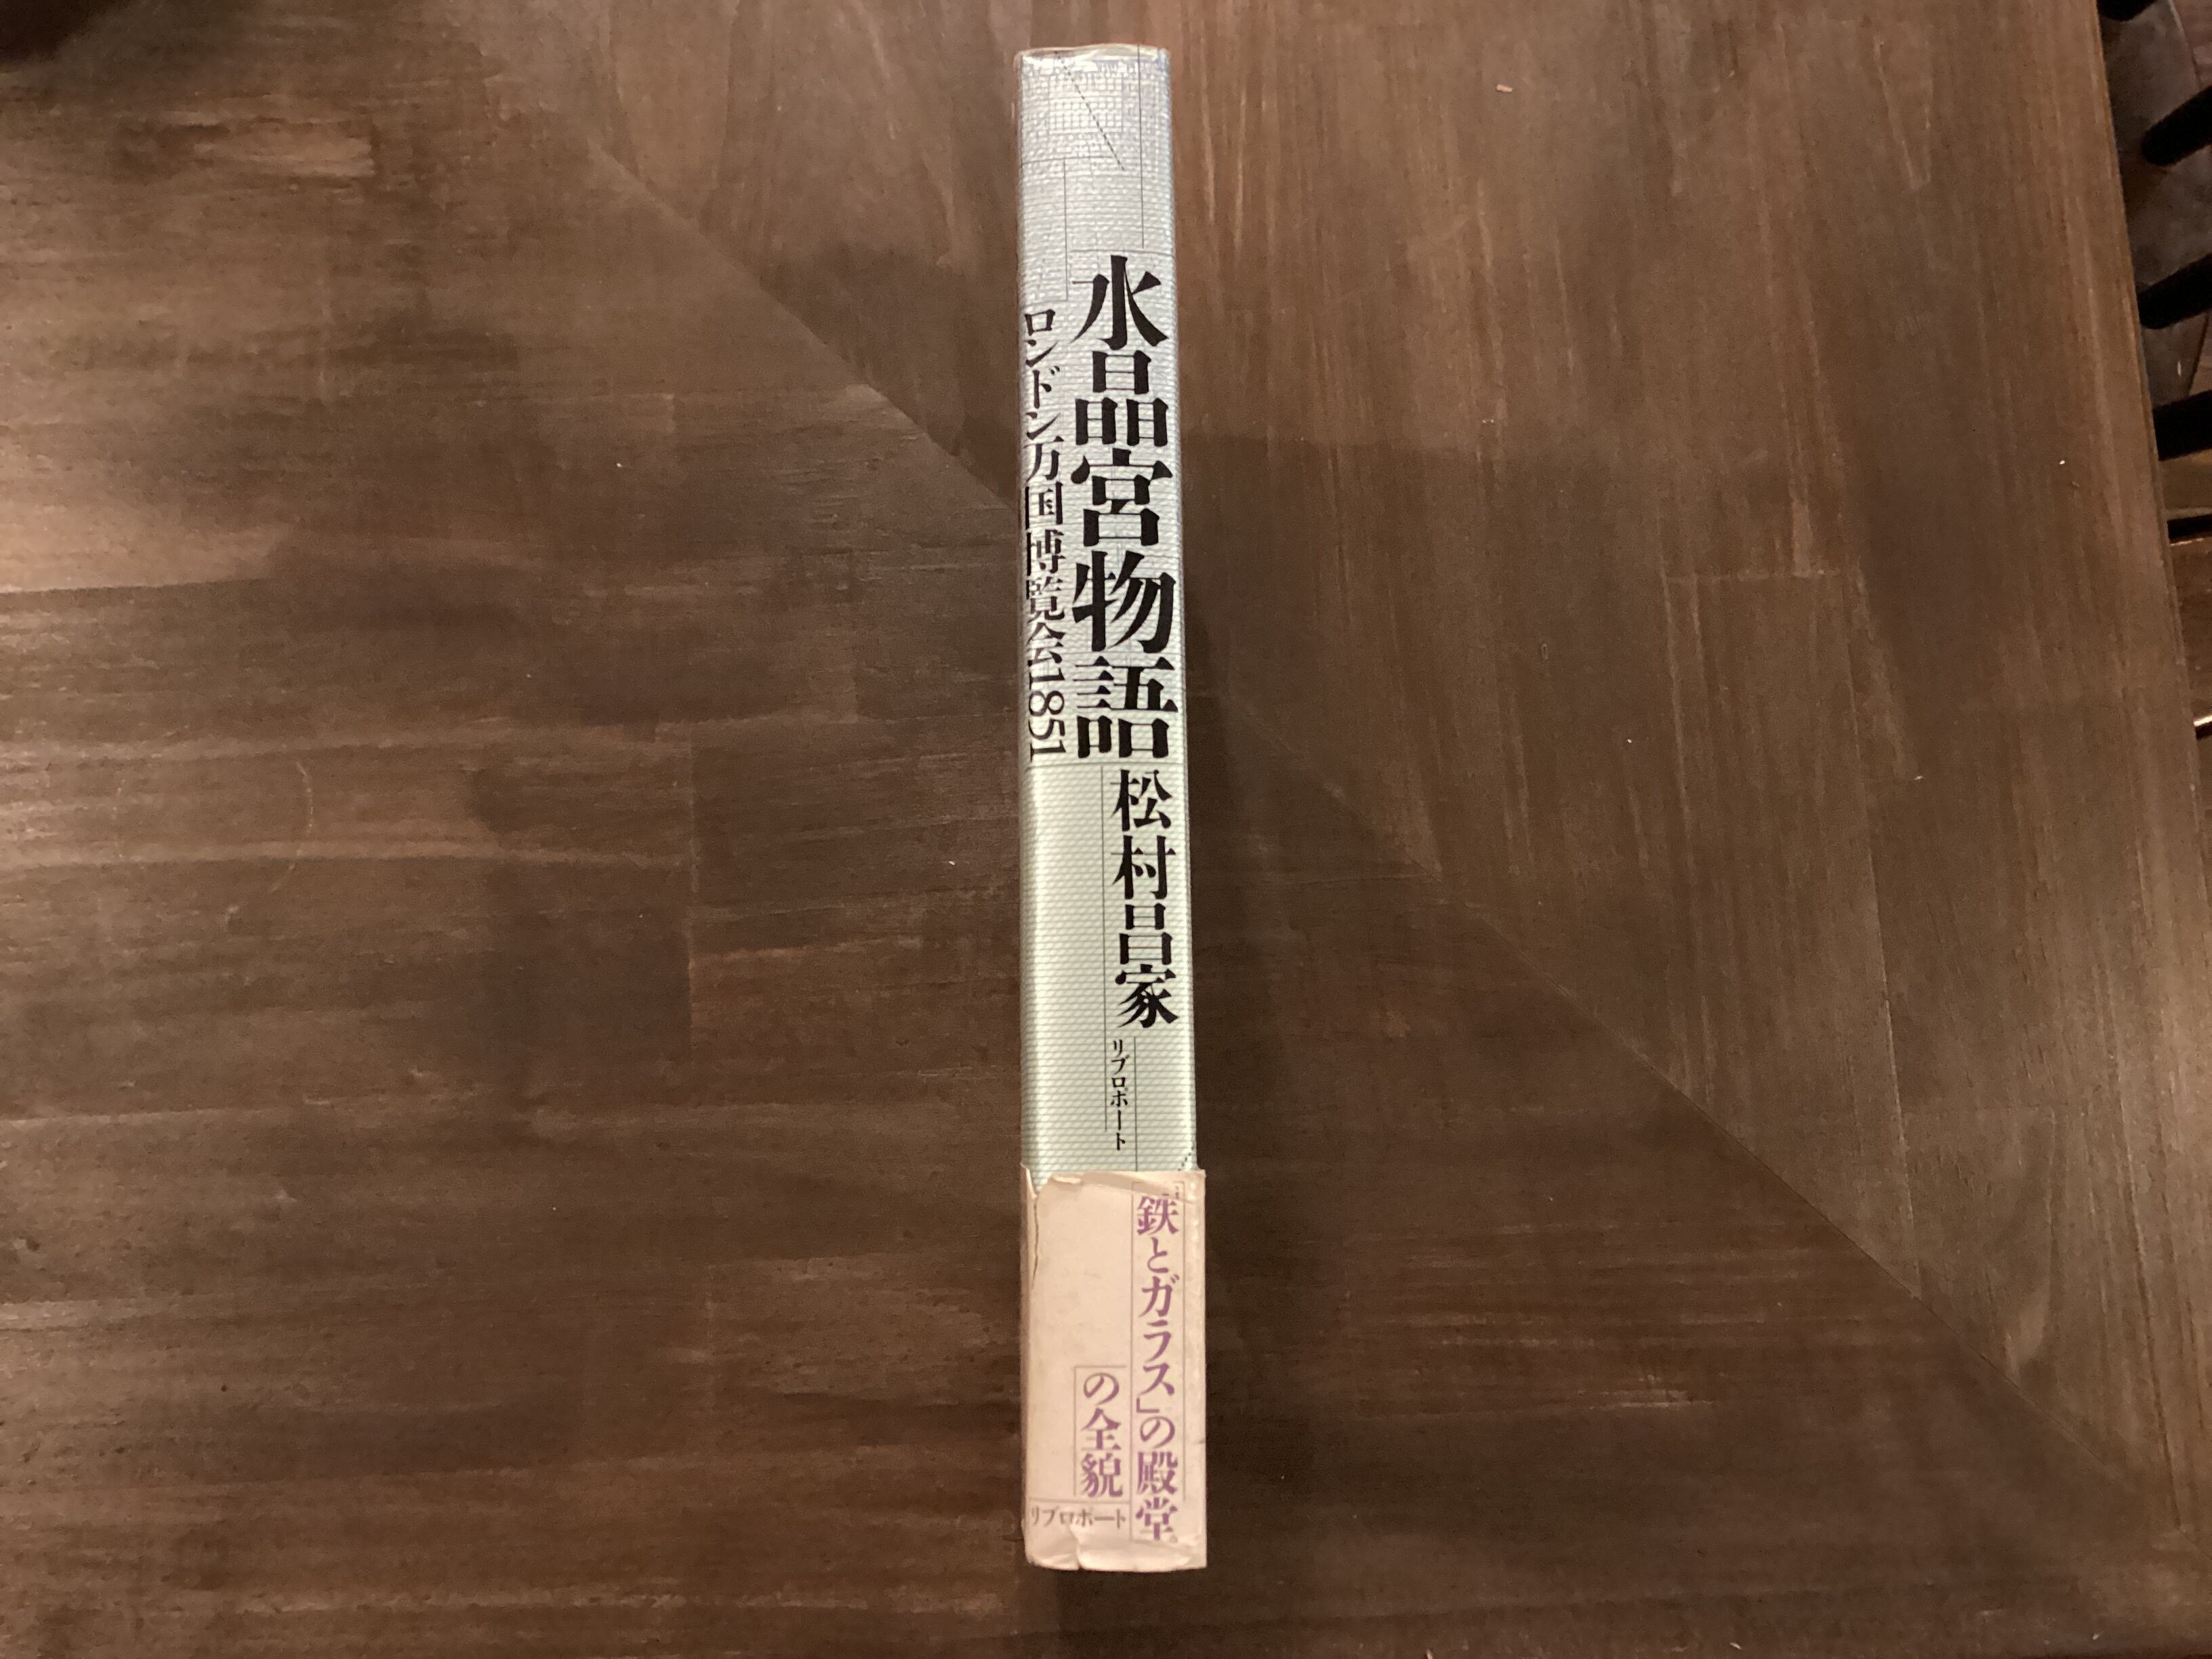 水晶宮物語
ロンドン万国博覧会1851
松村昌家
リブロポート
「鉄とガラス」の殿堂
の全貌
リブロポート